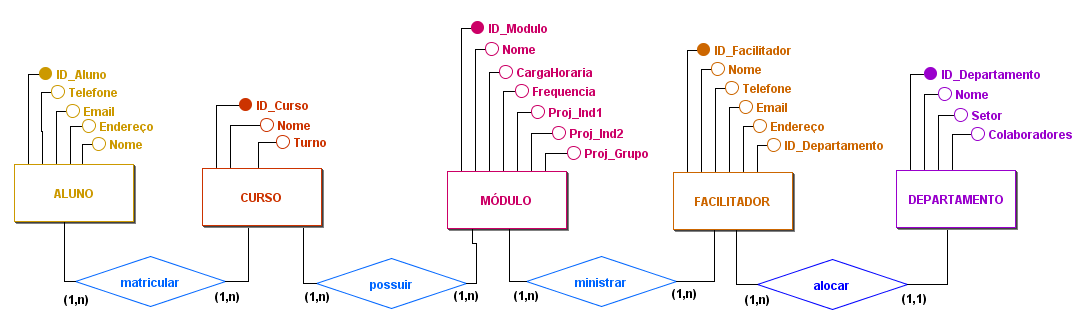 ID_Aluno
Telefone
Email
Endereço
Nome
ALUNO
ID_Curso
Nome
Turno
CURSO
ID_Modulo
Nome
CargaHoraria
Frequencia
Proj_Ind1
Proj_Ind2
Proj_Grupo
MÓDULO
ID_Facilitador
Nome
Telefone
Email
Endereço
ID_Departamento
FACILITADOR
ID_Departamento
Nome
Setor
Colaboradores
DEPARTAMENTO
(1,n)
matricular
(1,n)
(1,n)
possuir
(1,n)
(1,n)
ministrar
(1,n)
(1,n)
alocar
(1,1)